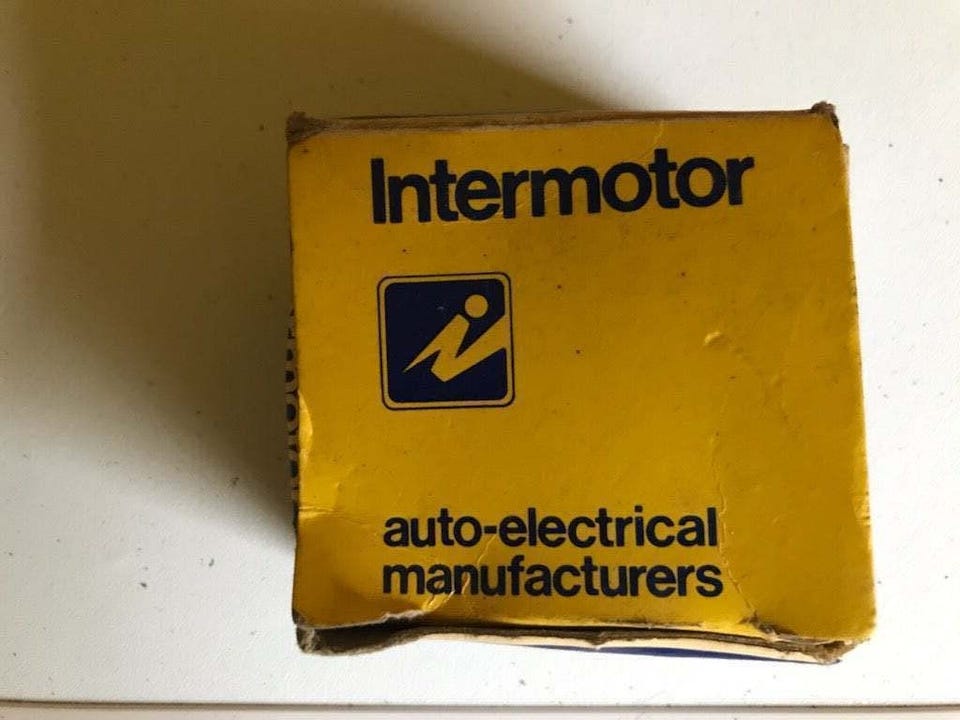 Intermotor
auto-electrical
manufacturers